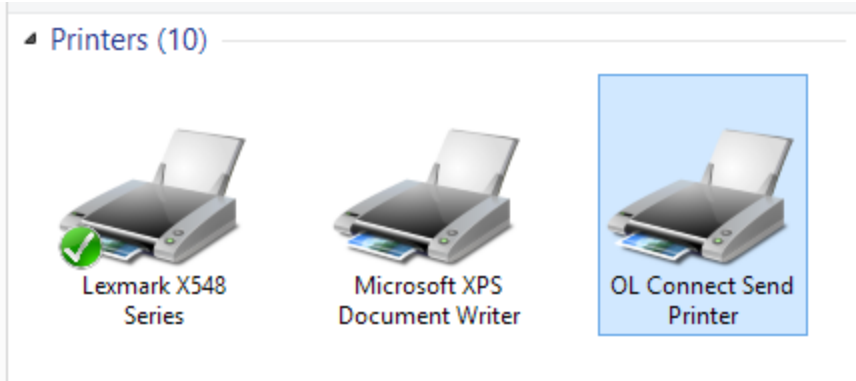 Printers (10)
Lexmark X548
Series
Microsoft XPS
Document Writer
OL Connect Send
Printer